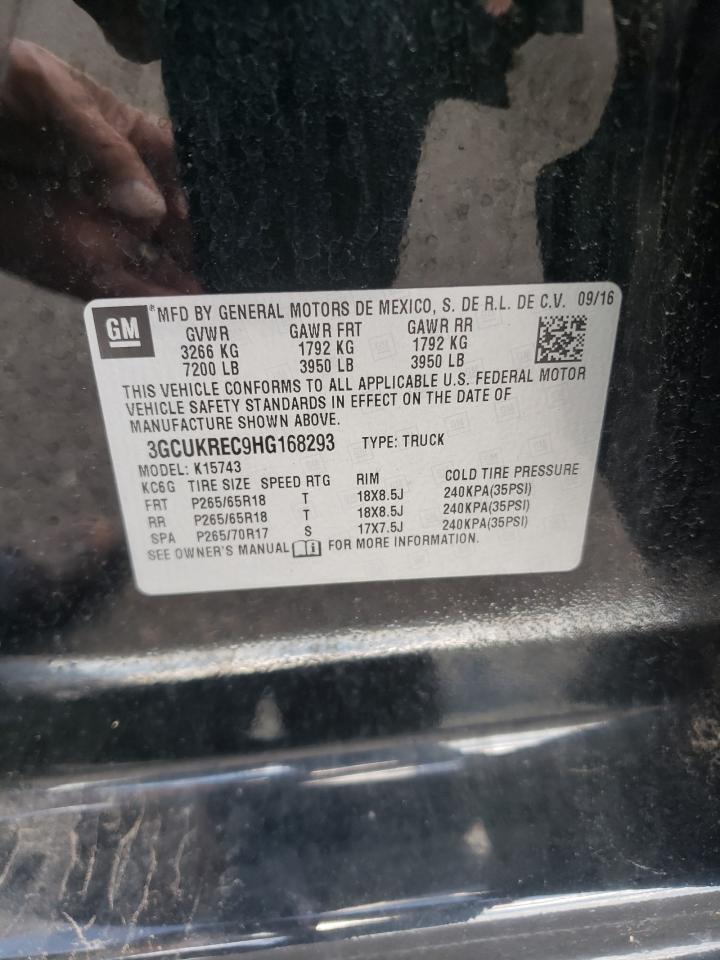 GM ® MFD BY GENERAL MOTORS DE MEXICO, S. DE R.L. DE C.V. 09/16
GVWR GAWR FRT GAWR RR
3266 KG 1792 KG 1792 KG
7200 LB 3950 LB 3950 LB
THIS VEHICLE CONFORMS TO ALL APPLICABLE U.S. FEDERAL MOTOR
VEHICLE SAFETY STANDARDS IN EFFECT ON THE DATE OF
MANUFACTURE SHOWN ABOVE.
3GCUKREC9HG168293 TYPE: TRUCK
MODEL: K15743
KC6G TIRE SIZE SPEED RTG RIM COLD TIRE PRESSURE
FRT P265/65R18 T 18X8.5J 240KPA(35PSI)
RR P265/65R18 T 18X8.5J 240KPA(35PSI)
SPA P265/70R17 S 17X7.5J 240KPA(35PSI)
SEE OWNER'S MANUAL i FOR MORE INFORMATION.